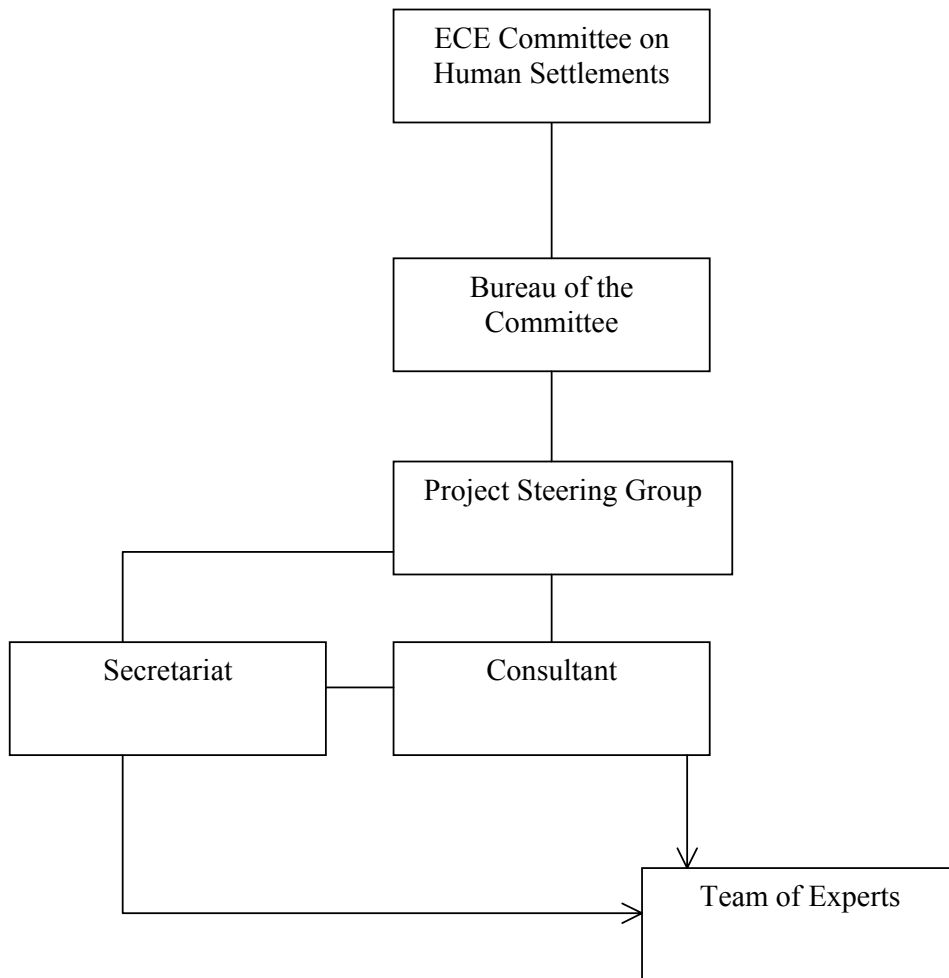 ECE Committee on
Human Settlements
Bureau of the
Committee
Project Steering Group
Secretariat
Consultant
Team of Experts